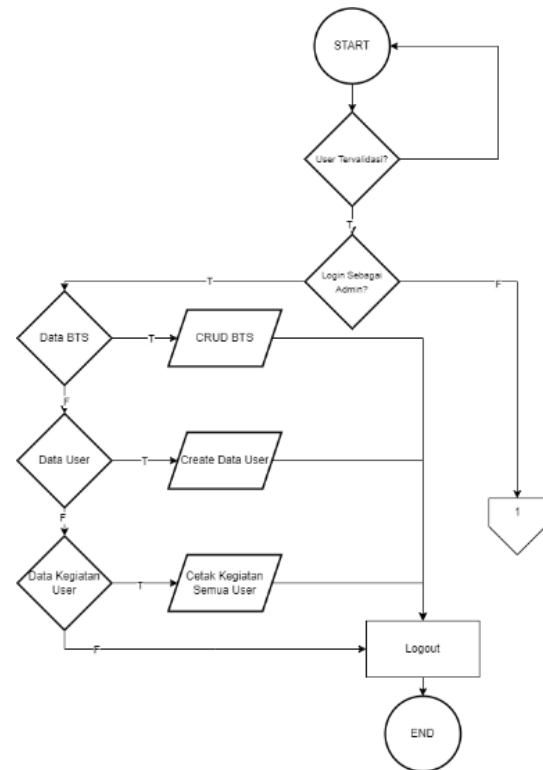 START
User Tervalidasi?
T
Login Sebagai
Admin?
T
F
Data BTS
T
CRUD BTS
F
Data User
T
Create Data User
F
1
Data Kegiatan
User
T
Cetak Kegiatan
Semua User
F
Logout
END